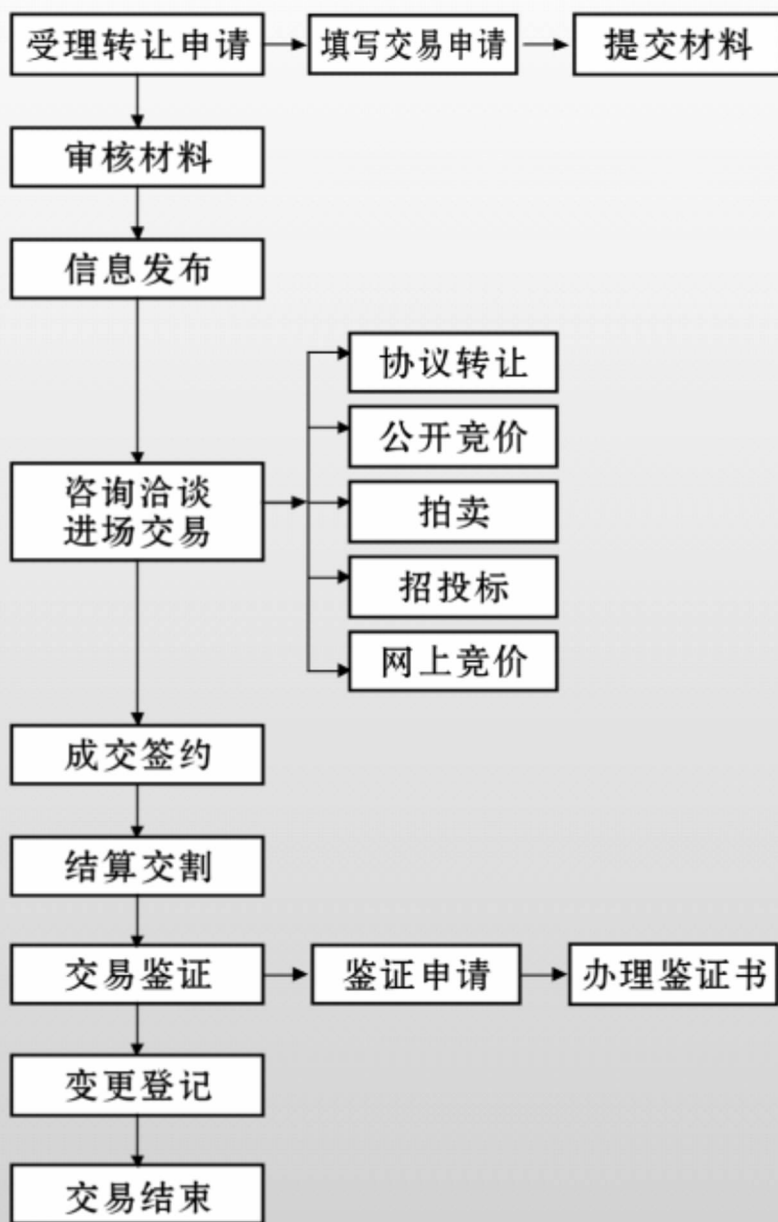 受理转让申请
填写交易申请
提交材料
审核材料
信息发布
协议转让
公开竞价
咨询洽谈
进场交易
拍卖
招投标
网上竞价
成交签约
结算交割
交易鉴证
鉴证申请
办理鉴证书
变更登记
交易结束